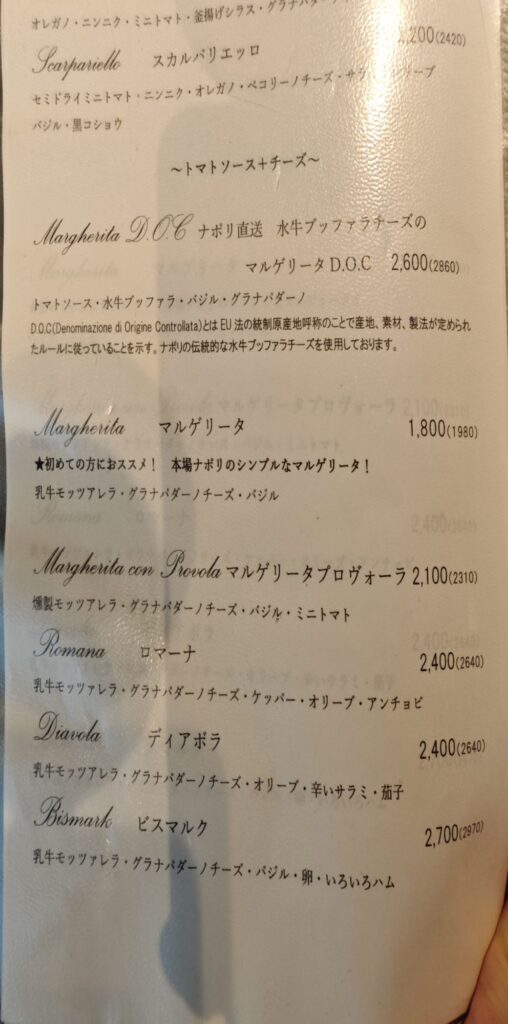 オレガノ・ニンニク・ミニトマト・釜揚げシラス・グラナパダーノ
2,200(2420)
Scarpariello スカルパリエッロ
セミドライミニトマト・ニンニク・オレガノ・ペコリーノチーズ・サラミ
バジル・黒コショウ
～トマトソース+チーズ～
Margherita D.O.C ナポリ直送 水牛ブッファラチーズの
マルゲリータ D.O.C 2,600(2860)
トマトソース・水牛ブッファラ・バジル・グラナパダーノ
D.O.C(Denominazione di Origine Controllata)とは EU 法の統制原産地呼称のことで産地、素材、製法が定められ
たルールに従っていることを示す。ナポリの伝統的な水牛ブッファラチーズを使用しております。
Margherita マルゲリータ 1,800(1980)
★初めての方におススメ！ 本場ナポリのシンプルなマルゲリータ！
乳牛モッツアレラ・グラナパダーノチーズ・バジル
Margherita con Provola マルゲリータプロヴォーラ 2,100(2310)
燻製モッツアレラ・グラナパダーノチーズ・バジル・ミニトマト
Romana ロマーナ 2,400(2640)
乳牛モッツアレラ・グラナパダーノチーズ・ケッパー・オリーブ・アンチョビ
Diavola ディアボラ 2,400(2640)
乳牛モッツアレラ・グラナパダーノチーズ・オリーブ・辛いサラミ・茄子
Bismark ビスマルク 2,700(2970)
乳牛モッツァレラ・グラナパダーノチーズ・バジル・卵・いろいろハム